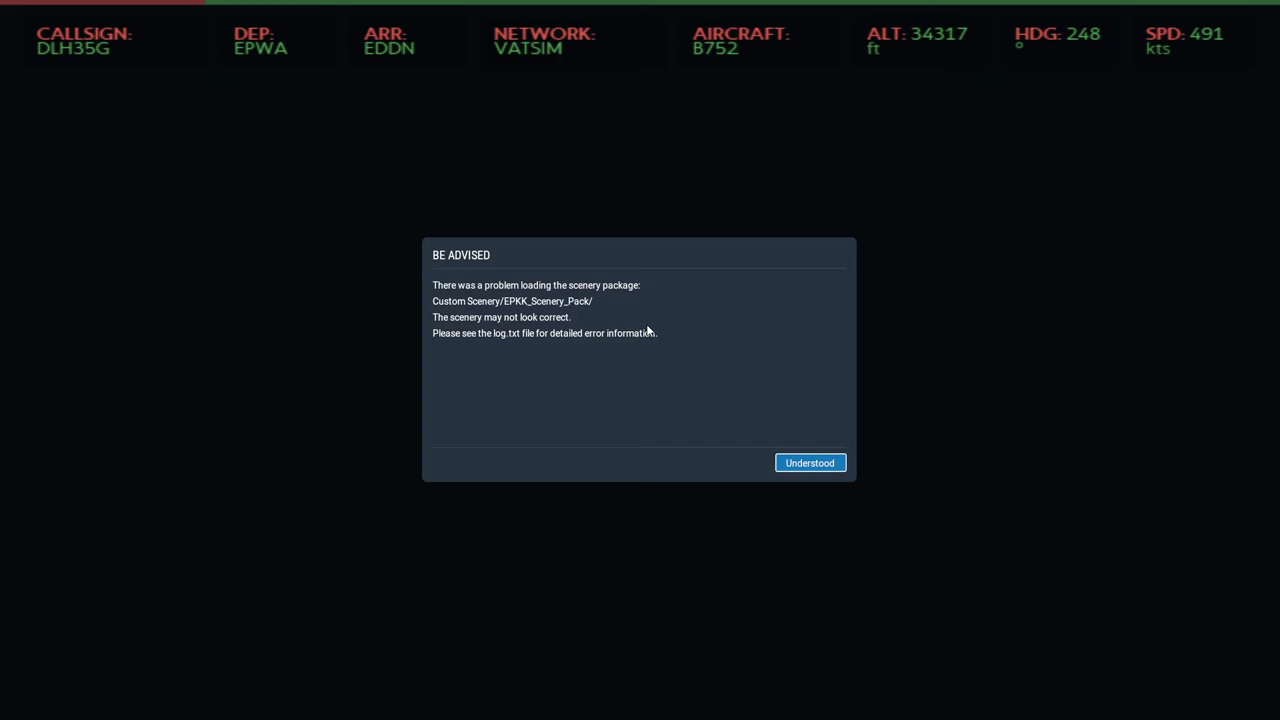 CALLSIGN:
DLH35G
DEP:
EPWA
ARR:
EDDN
NETWORK:
VATSIM
AIRCRAFT:
B752
ALT: 34317
ft
HDG: 248
°
SPD: 491
kts
BE ADVISED
There was a problem loading the scenery package:
Custom Scenery/EPKK_Scenery_Pack/
The scenery may not look correct.
Please see the log.txt file for detailed error information.
Understood